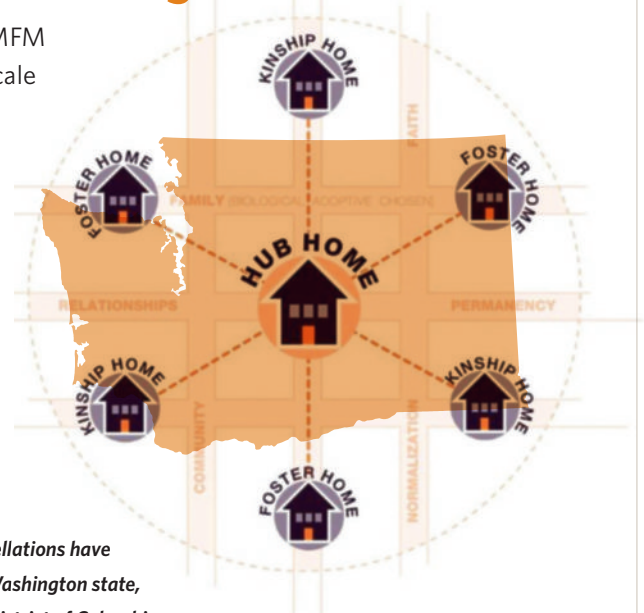 MFM
cale
KINSHIP HOME
FAITH
FOSTER HOME
FOSTER HOME
FAMILY (BIOLOGICAL ADOPTIVE CHOSEN)
HUB HOME
RELATIONSHIPS
PERMANENCY
KINSHIP HOME
KINSHIP HOME
COMMUNITY
NORMALIZATION
FOSTER HOME
ellations have
Washington state,